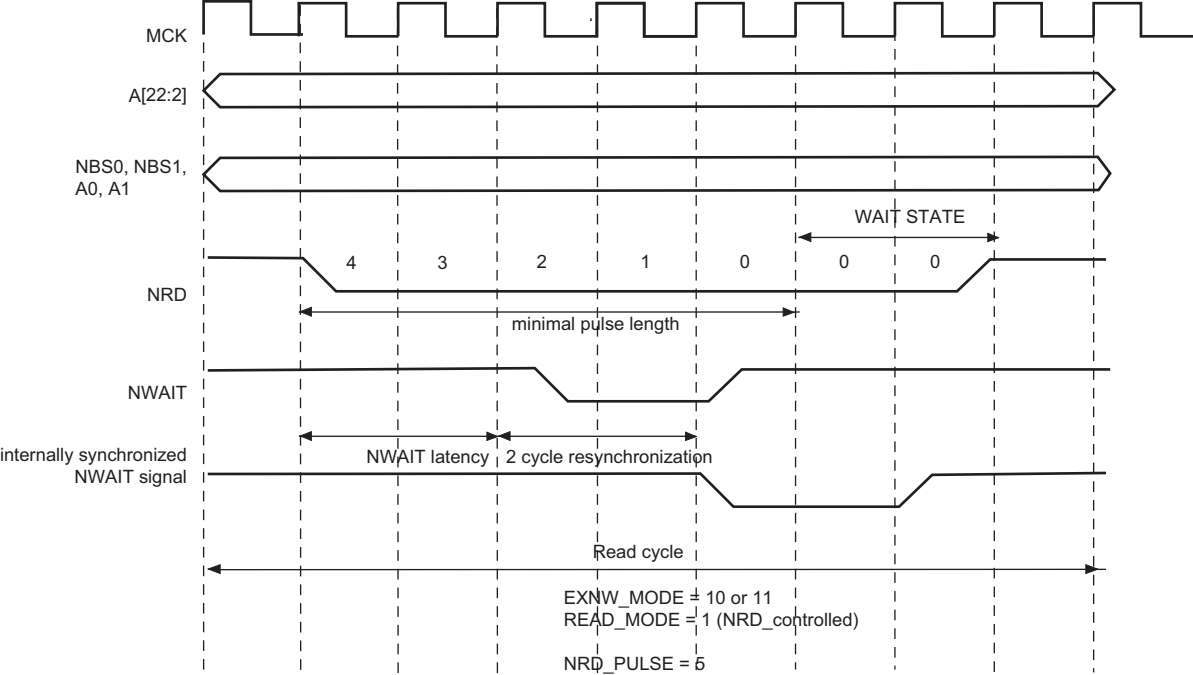 MCK
A[22:2]
NBS0, NBS1,
A0, A1
WAIT STATE
4 3 2 1 0 0 0
NRD
minimal pulse length
NWAIT
internally synchronized
NWAIT signal
NWAIT latency 2 cycle resynchronization
Read cycle
EXNW_MODE = 10 or 11
READ_MODE = 1 (NRD_controlled)
NRD_PULSE = 5